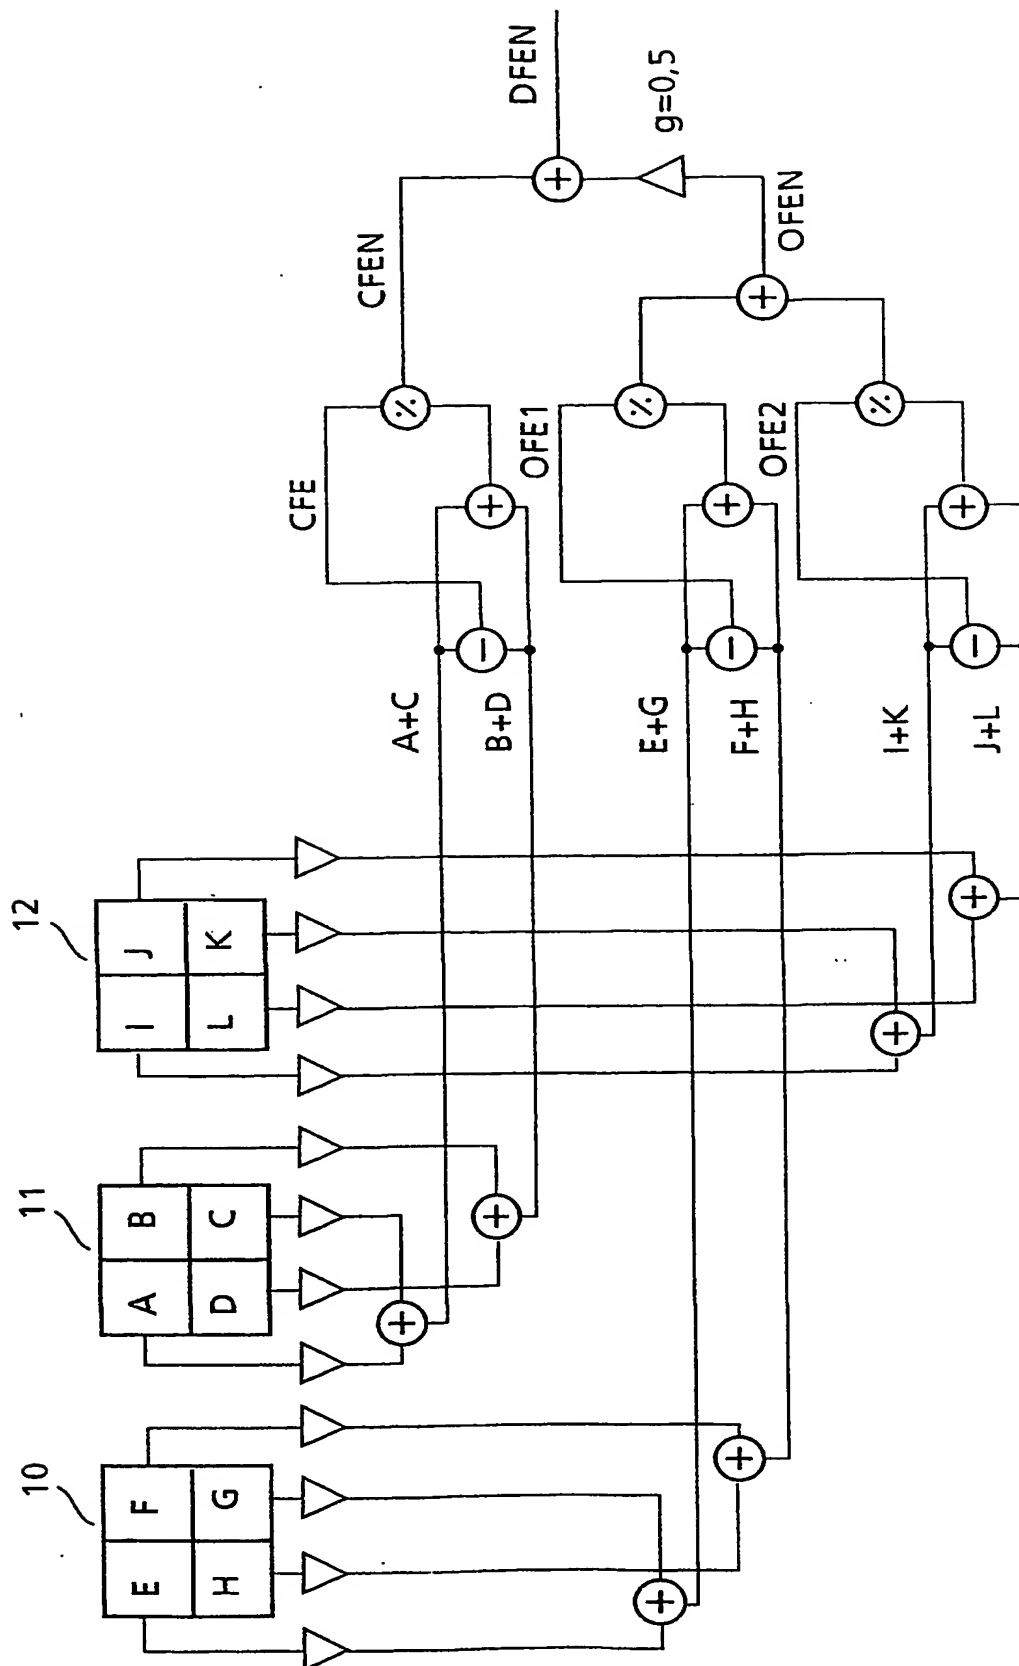 10
E F
H G
11
A B
D C
12
I J
L K
A+C
B+D
E+G
F+H
I+K
J+L
−
−
−
CFE
OFE1
OFE2
+
+
+
+
+
+
+
+
+
%
%
%
CFEN
+
OFEN
+
g=0,5
DFEN